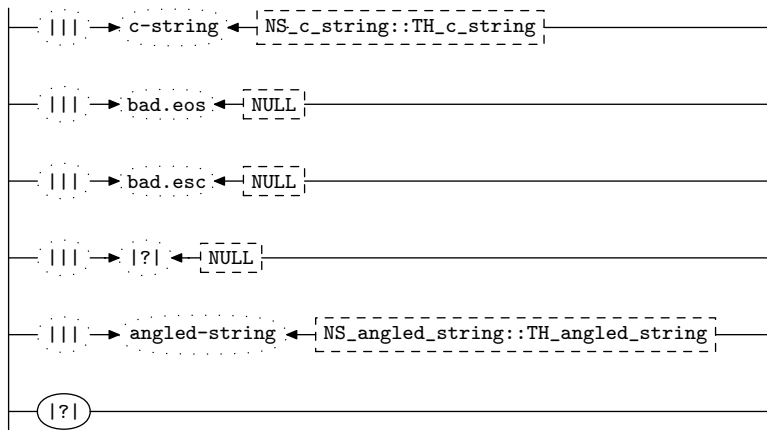 ||| c-string NS_c_string::TH_c_string
||| bad.eos NULL
||| bad.esc NULL
||| |?| NULL
||| angled-string NS_angled_string::TH_angled_string
|?|